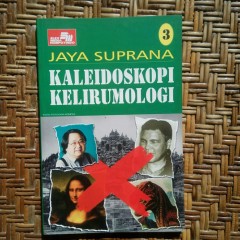 3
JAYA SUPRANA
KALEIDOSKOPI
KELIRUMOLOGI